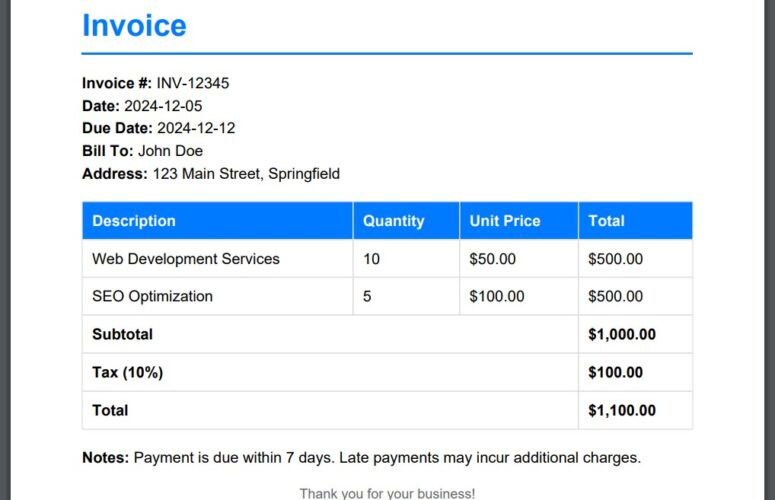 Invoice
Invoice #: INV-12345
Date: 2024-12-05
Due Date: 2024-12-12
Bill To: John Doe
Address: 123 Main Street, Springfield
Description Quantity Unit Price Total
Web Development Services 10 $50.00 $500.00
SEO Optimization 5 $100.00 $500.00
Subtotal $1,000.00
Tax (10%) $100.00
Total $1,100.00
Notes: Payment is due within 7 days. Late payments may incur additional charges.
Thank you for your business!